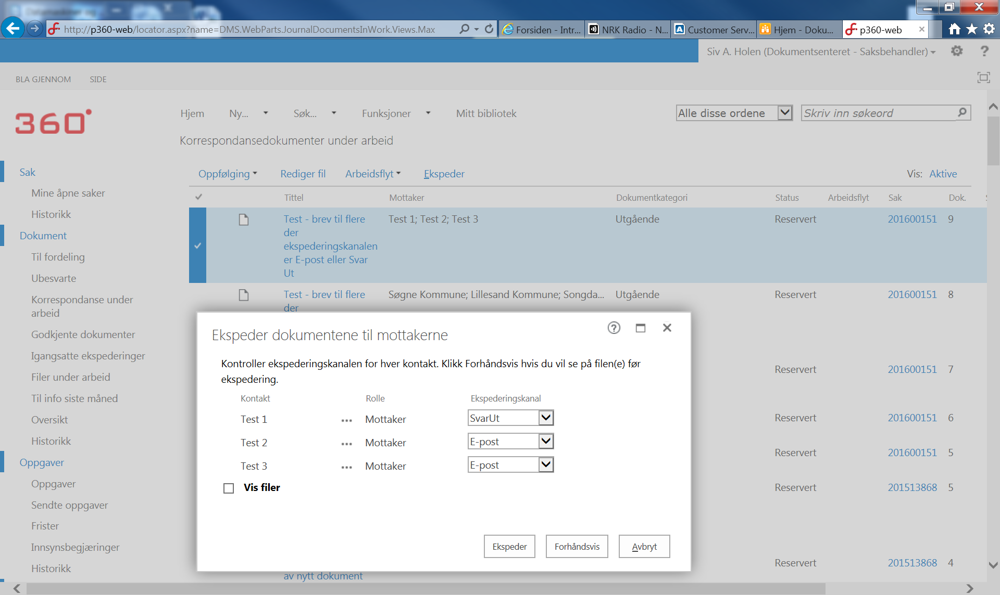 http://p360-web/locator.aspx?name=DMS.WebParts.JournalDocumentsInWork.Views.Max
Forsiden - Intr...
NRK Radio - N...
Customer Serv...
Hjem - Doku...
p360-web
Siv A. Holen (Dokumentsenteret - Saksbehandler)
?
BLA GJENNOM
SIDE
360°
Hjem
Ny...
Søk...
Funksjoner
Mitt bibliotek
Alle disse ordene
Skriv inn søkeord
Korrespondansedokumenter under arbeid
Sak
Mine åpne saker
Historikk
Dokument
Til fordeling
Ubesvarte
Korrespondanse under
arbeid
Godkjente dokumenter
Igangsatte ekspederinger
Filer under arbeid
Til info siste måned
Oversikt
Historikk
Oppgaver
Oppgaver
Sendte oppgaver
Frister
Innsynsbegjæringer
Historikk
Oppfølging
Rediger fil
Arbeidsflyt
Ekspeder
Vis: Aktive
Tittel
Mottaker
Dokumentkategori
Status
Arbeidsflyt
Sak
Dok.
Test - brev til flere
der
ekspederingskanalen
er E-post eller Svar
Ut
Test 1; Test 2; Test 3
Utgående
Reservert
201600151
9
Test - brev til flere
der
Søgne Kommune; Lillesand Kommune; Songda...
Utgående
Reservert
201600151
8
Reservert
201600151
7
Reservert
201600151
6
Reservert
201600151
5
Reservert
201513868
5
Reservert
201513868
4
av nytt dokument
Ekspeder dokumentene til mottakerne
?
Kontroller ekspederingskanalen for hver kontakt. Klikk Forhåndsvis hvis du vil se på filen(e) før
ekspedering.
Kontakt
Rolle
Ekspederingskanal
Test 1
...
Mottaker
SvarUt
Test 2
...
Mottaker
E-post
Test 3
...
Mottaker
E-post
Vis filer
Ekspeder
Forhåndsvis
Avbryt